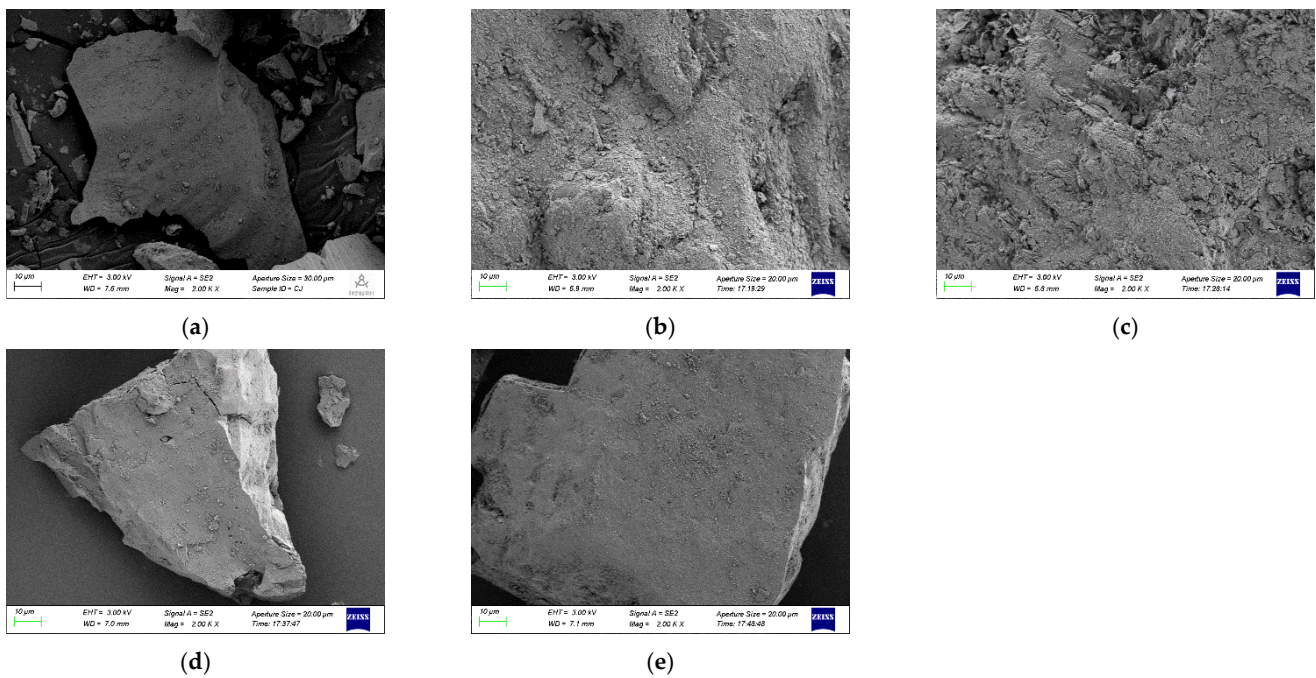 10 µm EHT = 3.00 kV Signal A = SE2 Aperture Size = 30.00 µm
WD = 7.6 mm Mag = 2.00 K X Sample ID = CJ
(a)
10 µm EHT = 3.00 kV Signal A = SE2 Aperture Size = 20.00 µm
WD = 6.9 mm Mag = 2.00 K X Time: 17:19:29
ZEISS
(b)
10 µm EHT = 3.00 kV Signal A = SE2 Aperture Size = 20.00 µm
WD = 6.8 mm Mag = 2.00 K X Time: 17:28:14
ZEISS
(c)
10 µm EHT = 3.00 kV Signal A = SE2 Aperture Size = 20.00 µm
WD = 7.0 mm Mag = 2.00 K X Time: 17:37:47
ZEISS
(d)
10 µm EHT = 3.00 kV Signal A = SE2 Aperture Size = 20.00 µm
WD = 7.1 mm Mag = 2.00 K X Time: 17:48:48
ZEISS
(e)